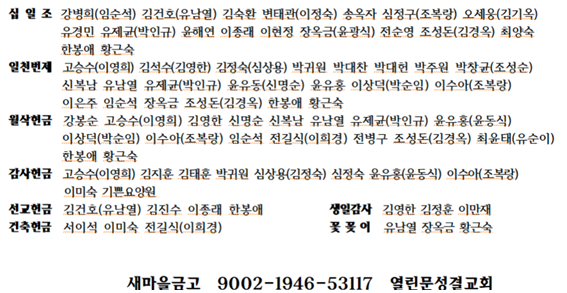 십 일 조 강병희(임순석) 김건호(유남열) 김숙환 변태관(이정숙) 송옥자 심정구(조복랑) 오세웅(김기옥)
유경민 유제균(박인규) 윤해연 이종래 이현정 장옥금(윤광식) 전순영 조성돈(김경옥) 최양숙
한봉애 황근숙
일천번제 고승수(이영희) 김석수(김영한) 김정숙(심상용) 박귀원 박대찬 박대현 박주원 박창균(조성순)
신복남 유남열 유제균(박인규) 윤유동(신명순) 윤유홍 이상덕(박순임) 이수아(조복랑)
이은주 임순석 장옥금 조성돈(김경옥) 한봉애 황근숙
월삭헌금 강봉순 고승수(이영희) 김영한 신명순 신복남 유남열 유제균(박인규) 윤유홍(윤동식)
이상덕(박순임) 이수아(조복랑) 임순석 전길식(이희경) 전병구 조성돈(김경옥) 최윤태(유순이)
한봉애 황근숙
감사헌금 고승수(이영희) 김지훈 김태훈 박귀원 심상용(김정숙) 심정숙 윤유홍(윤동식) 이수아(조복랑)
이미숙 기쁜요양원
선교헌금 김건호(유남열) 김진수 이종래 한봉애 생일감사 김영한 김정훈 이만재
건축헌금 서이석 이미숙 전길식(이희경) 꽃 꽂 이 유남열 장옥금 황근숙
새마을금고 9002-1946-53117 열린문성결교회